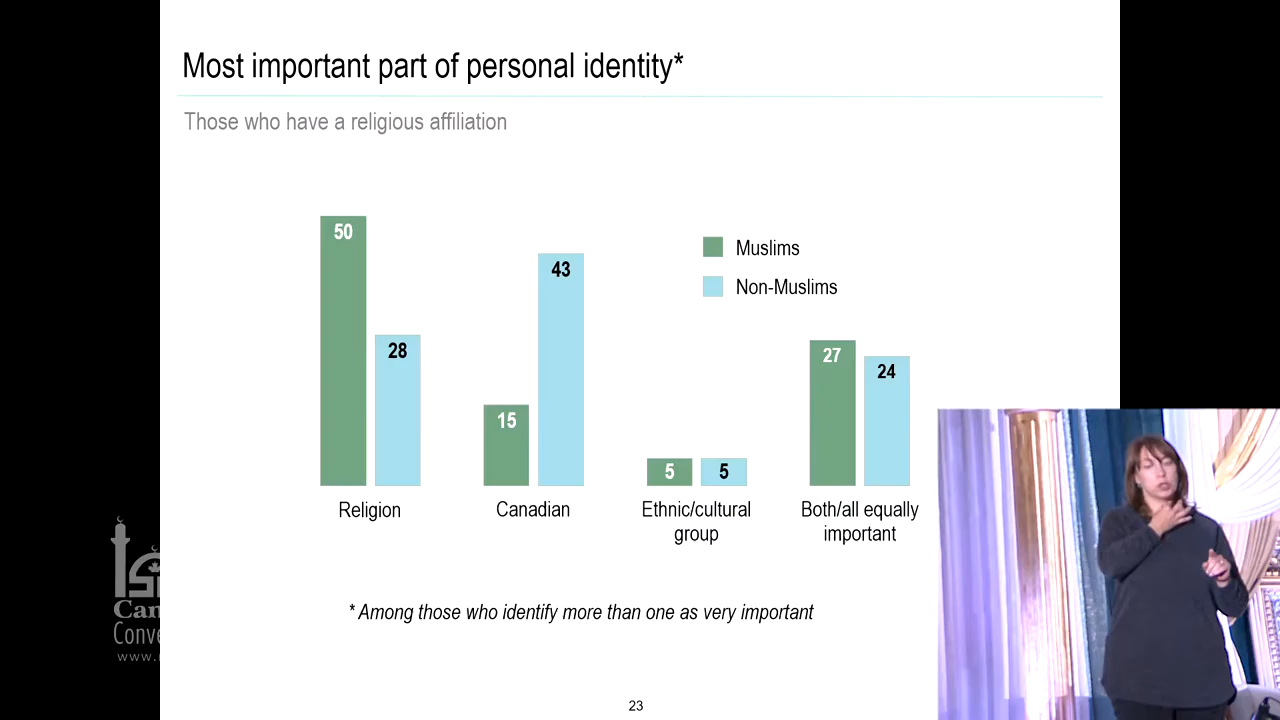 Most important part of personal identity*
Those who have a religious affiliation
50
28
15
43
5
5
27
24
Muslims
Non-Muslims
Religion
Canadian
Ethnic/cultural
group
Both/all equally
important
* Among those who identify more than one as very important
23